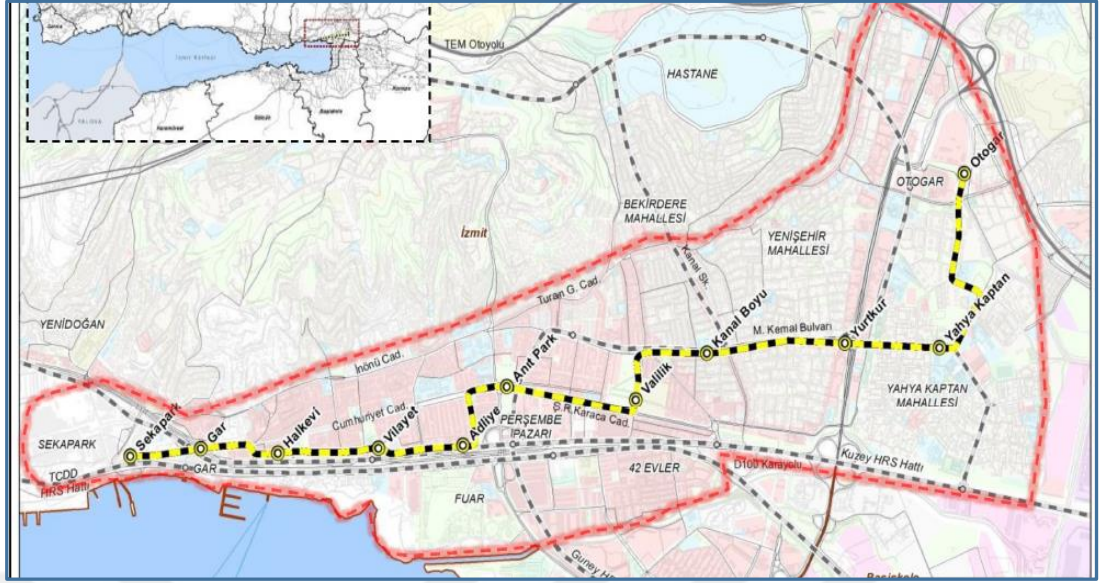 İzmit Körfezi
YALOVA
Karamürsel
Gölcük
TEM Otoyolu
HASTANE
OTOGAR
Otogar
BEKİRDERE
MAHALLESİ
YENİŞEHİR
MAHALLESİ
İzmit
Kanal Sk.
Turan G. Cad.
YENİDOĞAN
İnönü Cad.
Kanal Boyu
M. Kemal Bulvarı
Yurtkur
Yahya Kaptan
Anıt Park
Valilik
YAHYA KAPTAN
MAHALLESİ
Cumhuriyet Cad.
S.R.Karaca Cad.
PERŞEMBE
PAZARI
SEKAPARK
Sekapark
Gar
Halkevi
Vilayet
Adliye
GAR
TCDD
HRS Hattı
42 EVLER
D100 Karayolu
Kuzey HRS Hattı
FUAR